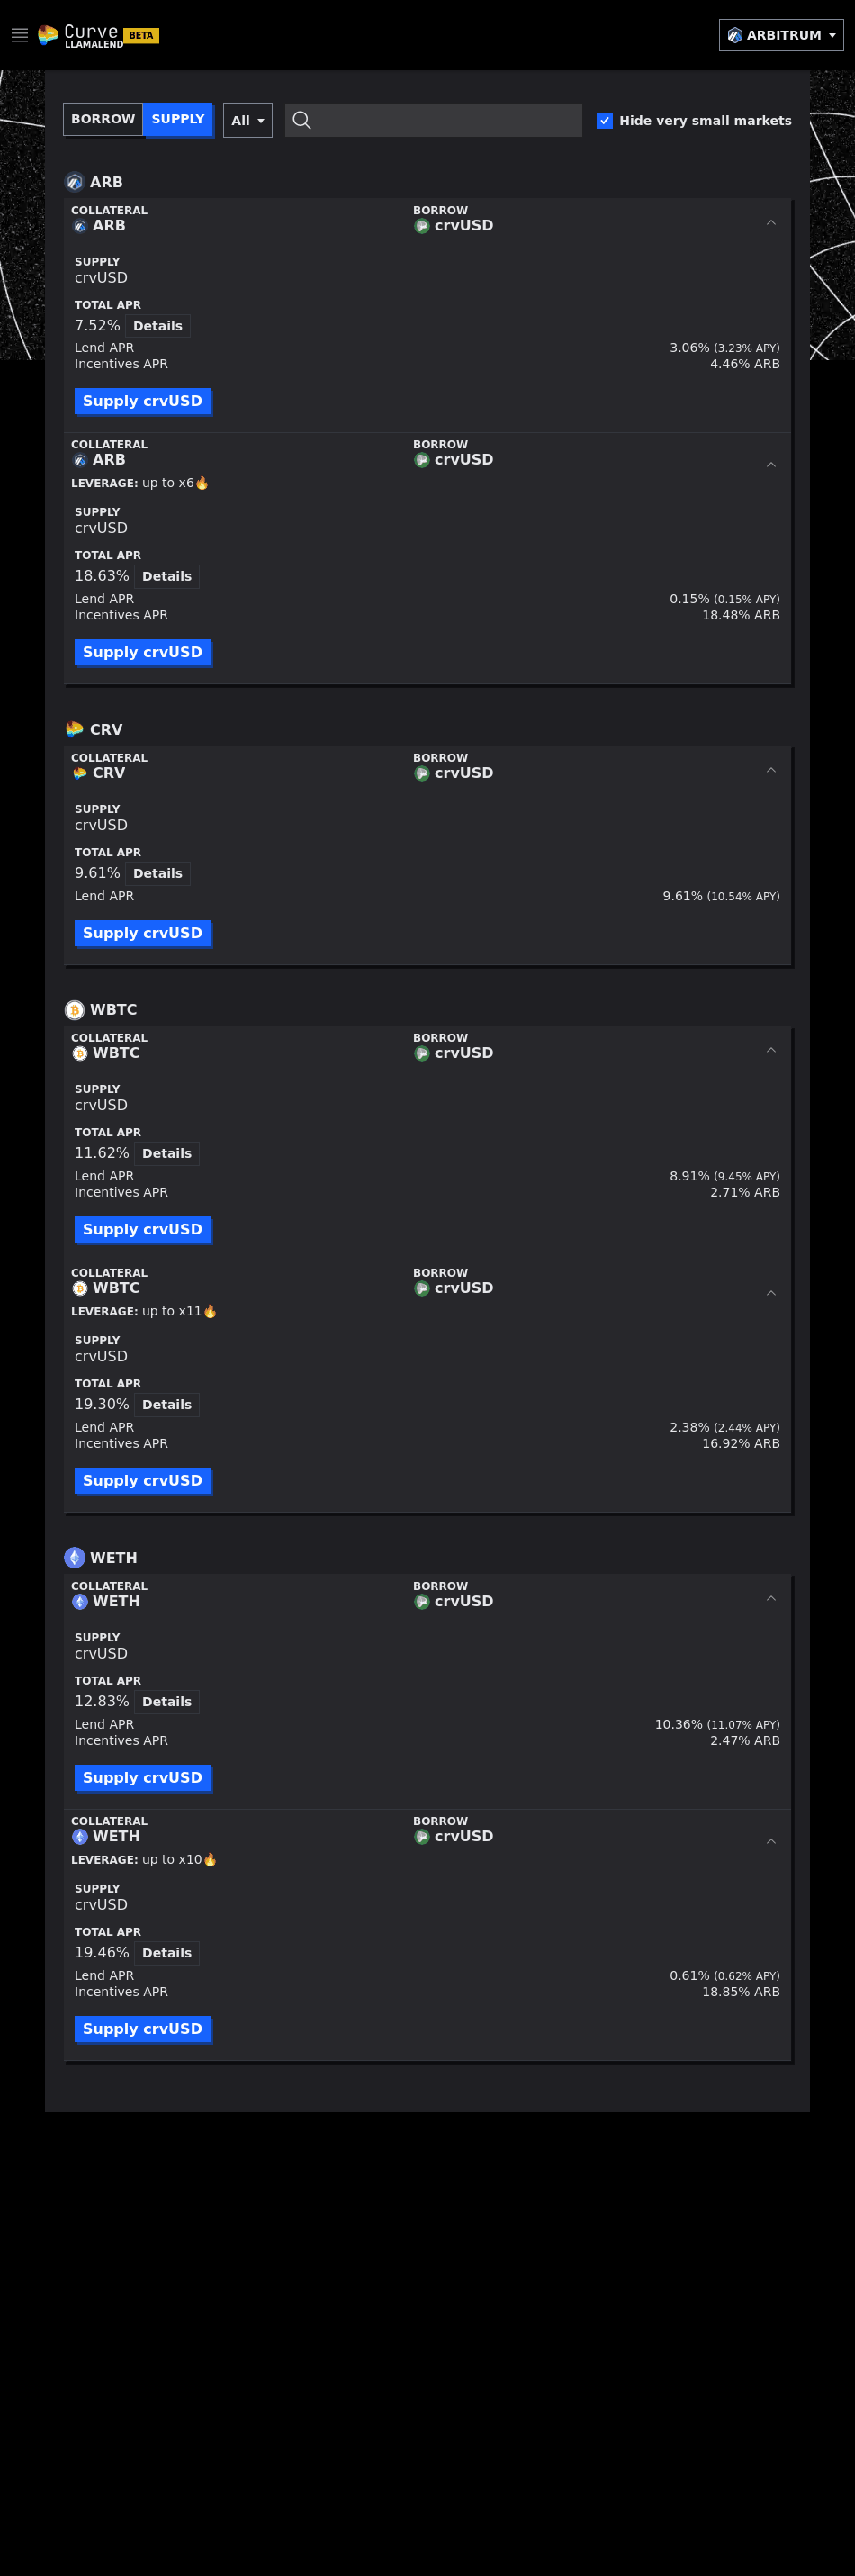 Curve
LLAMALEND
BETA
ARBITRUM
BORROW SUPPLY All Hide very small markets
ARB
COLLATERAL BORROW
ARB crvUSD
SUPPLY
crvUSD
TOTAL APR
7.52% Details
Lend APR 3.06% (3.23% APY)
Incentives APR 4.46% ARB
Supply crvUSD
COLLATERAL BORROW
ARB crvUSD
LEVERAGE: up to x6🔥
SUPPLY
crvUSD
TOTAL APR
18.63% Details
Lend APR 0.15% (0.15% APY)
Incentives APR 18.48% ARB
Supply crvUSD
CRV
COLLATERAL BORROW
CRV crvUSD
SUPPLY
crvUSD
TOTAL APR
9.61% Details
Lend APR 9.61% (10.54% APY)
Supply crvUSD
WBTC
COLLATERAL BORROW
WBTC crvUSD
SUPPLY
crvUSD
TOTAL APR
11.62% Details
Lend APR 8.91% (9.45% APY)
Incentives APR 2.71% ARB
Supply crvUSD
COLLATERAL BORROW
WBTC crvUSD
LEVERAGE: up to x11🔥
SUPPLY
crvUSD
TOTAL APR
19.30% Details
Lend APR 2.38% (2.44% APY)
Incentives APR 16.92% ARB
Supply crvUSD
WETH
COLLATERAL BORROW
WETH crvUSD
SUPPLY
crvUSD
TOTAL APR
12.83% Details
Lend APR 10.36% (11.07% APY)
Incentives APR 2.47% ARB
Supply crvUSD
COLLATERAL BORROW
WETH crvUSD
LEVERAGE: up to x10🔥
SUPPLY
crvUSD
TOTAL APR
19.46% Details
Lend APR 0.61% (0.62% APY)
Incentives APR 18.85% ARB
Supply crvUSD